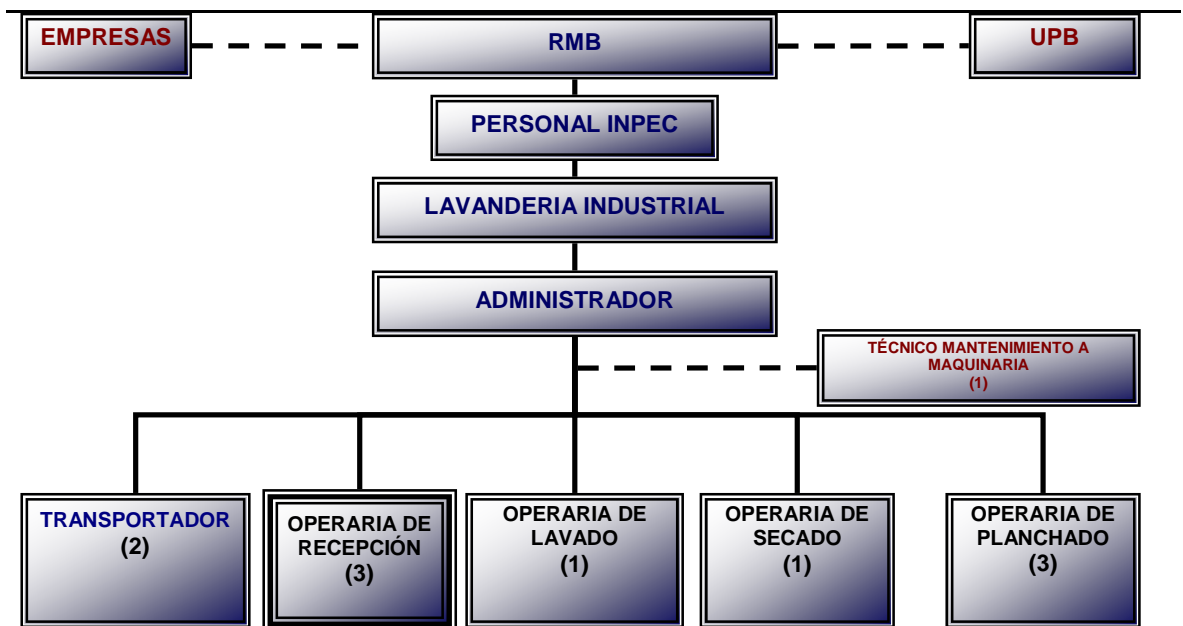 EMPRESAS
RMB
UPB
PERSONAL INPEC
LAVANDERIA INDUSTRIAL
ADMINISTRADOR
TÉCNICO MANTENIMIENTO A
MAQUINARIA
(1)
TRANSPORTADOR
(2)
OPERARIA DE
RECEPCIÓN
(3)
OPERARIA DE
LAVADO
(1)
OPERARIA DE
SECADO
(1)
OPERARIA DE
PLANCHADO
(3)